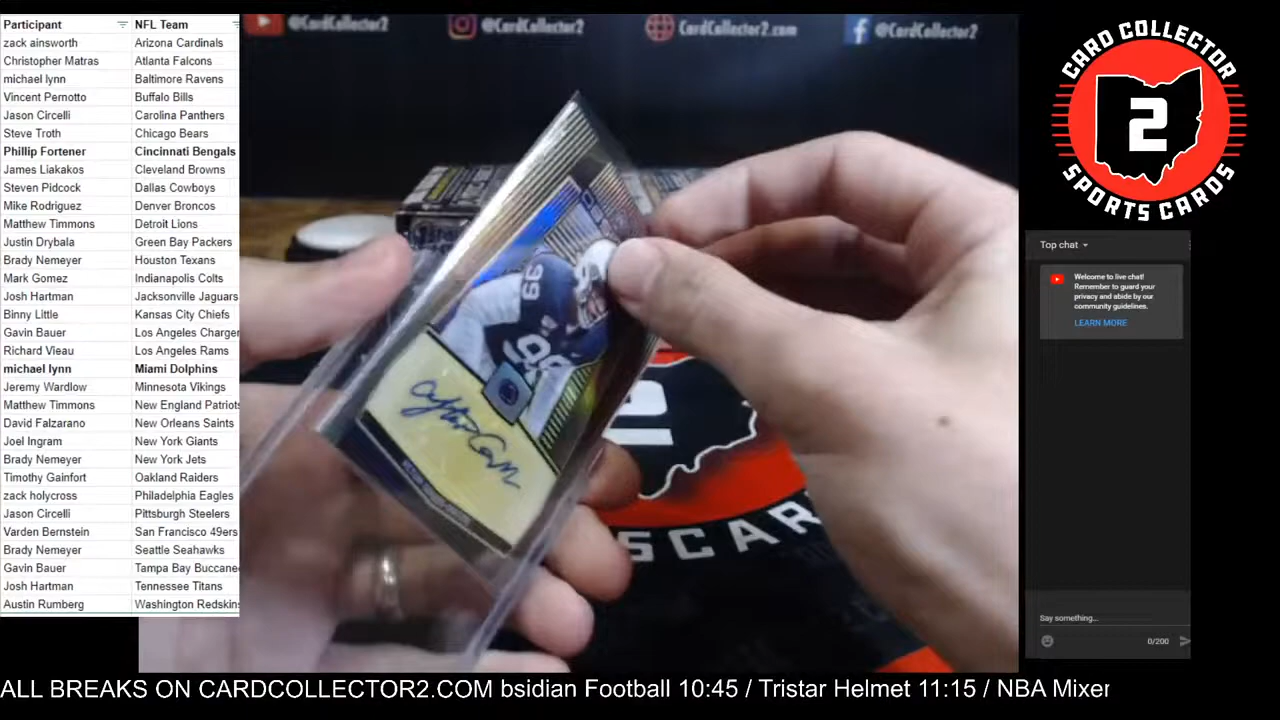 Participant NFL Team
zack ainsworth Arizona Cardinals
Christopher Matras Atlanta Falcons
michael lynn Baltimore Ravens
Vincent Pernotto Buffalo Bills
Jason Circelli Carolina Panthers
Steve Troth Chicago Bears
Phillip Fortener Cincinnati Bengals
James Liakakos Cleveland Browns
Steven Pidcock Dallas Cowboys
Mike Rodriguez Denver Broncos
Matthew Timmons Detroit Lions
Justin Drybala Green Bay Packers
Brady Nemeyer Houston Texans
Mark Gomez Indianapolis Colts
Josh Hartman Jacksonville Jaguars
Binny Little Kansas City Chiefs
Gavin Bauer Los Angeles Charger
Richard Vieau Los Angeles Rams
michael lynn Miami Dolphins
Jeremy Wardlow Minnesota Vikings
Matthew Timmons New England Patriots
David Falzarano New Orleans Saints
Joel Ingram New York Giants
Brady Nemeyer New York Jets
Timothy Gainfort Oakland Raiders
zack holycross Philadelphia Eagles
Jason Circelli Pittsburgh Steelers
Varden Bernstein San Francisco 49ers
Brady Nemeyer Seattle Seahawks
Gavin Bauer Tampa Bay Buccane
Josh Hartman Tennessee Titans
Austin Rumberg Washington Redskins
@CardCollector2 @CardCollector2 CardCollector2.com @CardCollector2
99
99
2
SCAR
CARD COLLECTOR
2
SPORTS CARDS
Top chat
Welcome to live chat!
Remember to guard your
privacy and abide by our
community guidelines.
LEARN MORE
Say something...
0/200
ALL BREAKS ON CARDCOLLECTOR2.COM bsidian Football 10:45 / Tristar Helmet 11:15 / NBA Mixer